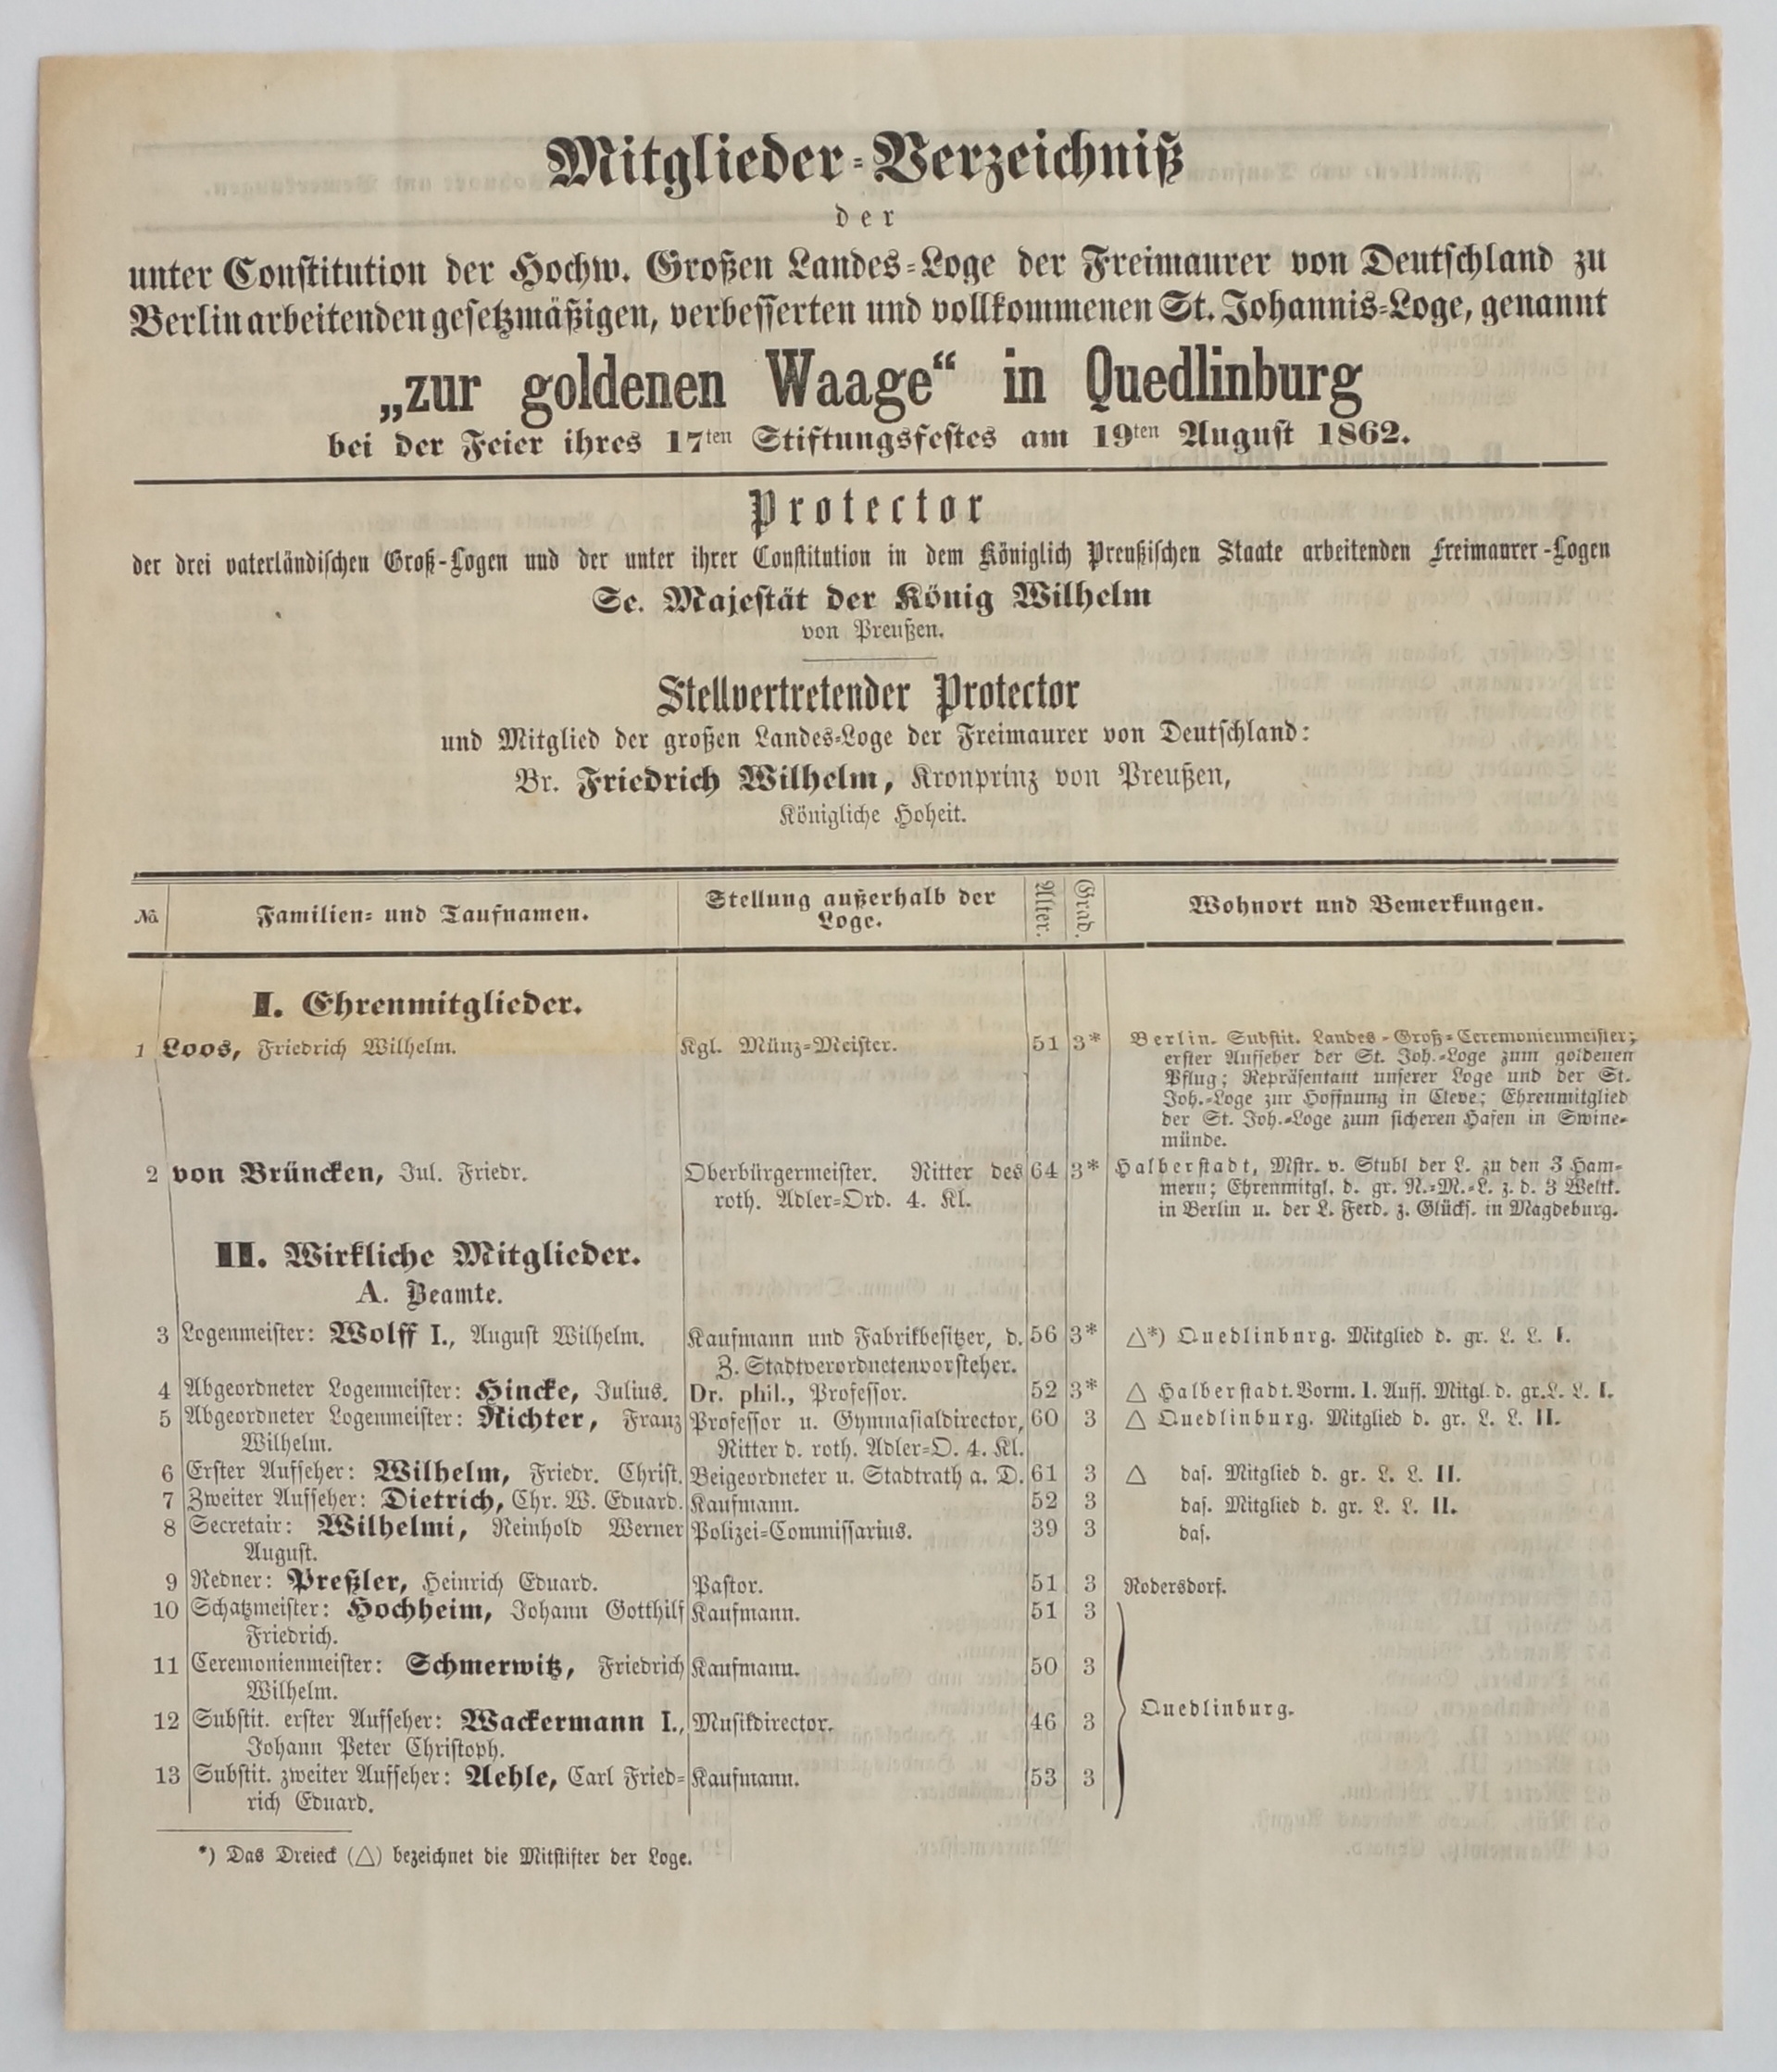 Mitglieder-Verzeichniß
der
unter Constitution der Hochw. Großen Landes-Loge der Freimaurer von Deutschland zu
Berlin arbeitenden gesetzmäßigen, verbesserten und vollkommenen St. Johannis-Loge, genannt
„zur goldenen Waage“ in Quedlinburg
bei der Feier ihres 17ten Stiftungsfestes am 19ten August 1862.
Protector
der drei vaterländischen Groß-Logen und der unter ihrer Constitution in dem Königlich Preußischen Staate arbeitenden Freimaurer-Logen
Se. Majestät der König Wilhelm
von Preußen.
Stellvertretender Protector
und Mitglied der großen Landes-Loge der Freimaurer von Deutschland:
Br. Friedrich Wilhelm, Kronprinz von Preußen,
Königliche Hoheit.
No. Familien- und Taufnamen. Stellung außerhalb der Loge. Alter. Grad. Wohnort und Bemerkungen.
I. Ehrenmitglieder.
1 Loos, Friedrich Wilhelm. Kgl. Münz-Meister. 51 3* Berlin. Substit. Landes-Groß-Ceremonienmeister;
erster Aufseher der St. Joh.-Loge zum goldenen
Pflug; Repräsentant unserer Loge und der St.
Joh.-Loge zur Hoffnung in Cleve; Ehrenmitglied
der St. Joh.-Loge zum sicheren Hafen in Swine-
münde.
2 von Brüncken, Jul. Friedr. Oberbürgermeister. Ritter des 64 3* Halberstadt, Mstr. v. Stuhl der L. zu den 3 Häm-
roth. Adler-Ord. 4. Kl. mern; Ehrenmitgl. d. gr. N.-M.-L. z. d. 3 Weltk.
in Berlin u. der L. Ferd. z. Glücks. in Magdeburg.
II. Wirkliche Mitglieder.
A. Beamte.
3 Logenmeister: Wolff I., August Wilhelm. Kaufmann und Fabrikbesitzer, d. 56 3* △*) Quedlinburg. Mitglied d. gr. L. L. I.
Z. Stadtverordnetenvorsteher.
4 Abgeordneter Logenmeister: Hincke, Julius. Dr. phil., Professor. 52 3* △ Halberstadt. Vorm. 1. Auff. Mitgl. d. gr. L. L. I.
5 Abgeordneter Logenmeister: Richter, Franz Professor u. Gymnasialdirector, 60 3 △ Quedlinburg. Mitglied d. gr. L. L. II.
Wilhelm. Ritter d. roth. Adler-O. 4. Kl.
6 Erster Aufseher: Wilhelm, Friedr. Christ. Beigeordneter u. Stadtrath a. D. 61 3 △ das. Mitglied d. gr. L. L. II.
7 Zweiter Aufseher: Dietrich, Chr. W. Eduard. Kaufmann. 52 3 das. Mitglied d. gr. L. L. II.
8 Secretair: Wilhelmi, Reinhold Werner Polizei-Commissarius. 39 3 das.
August.
9 Redner: Preßler, Heinrich Eduard. Pastor. 51 3 Rodersdorf.
10 Schatzmeister: Hochheim, Johann Gotthilf Kaufmann. 51 3
Friedrich.
11 Ceremonienmeister: Schmerwitz, Friedrich Kaufmann. 50 3
Wilhelm.
12 Substit. erster Aufseher: Wackermann I., Musikdirector. 46 3 Quedlinburg.
Johann Peter Christoph.
13 Substit. zweiter Aufseher: Aehle, Carl Fried- Kaufmann. 53 3
rich Eduard.
*) Das Dreieck (△) bezeichnet die Mitstifter der Loge.